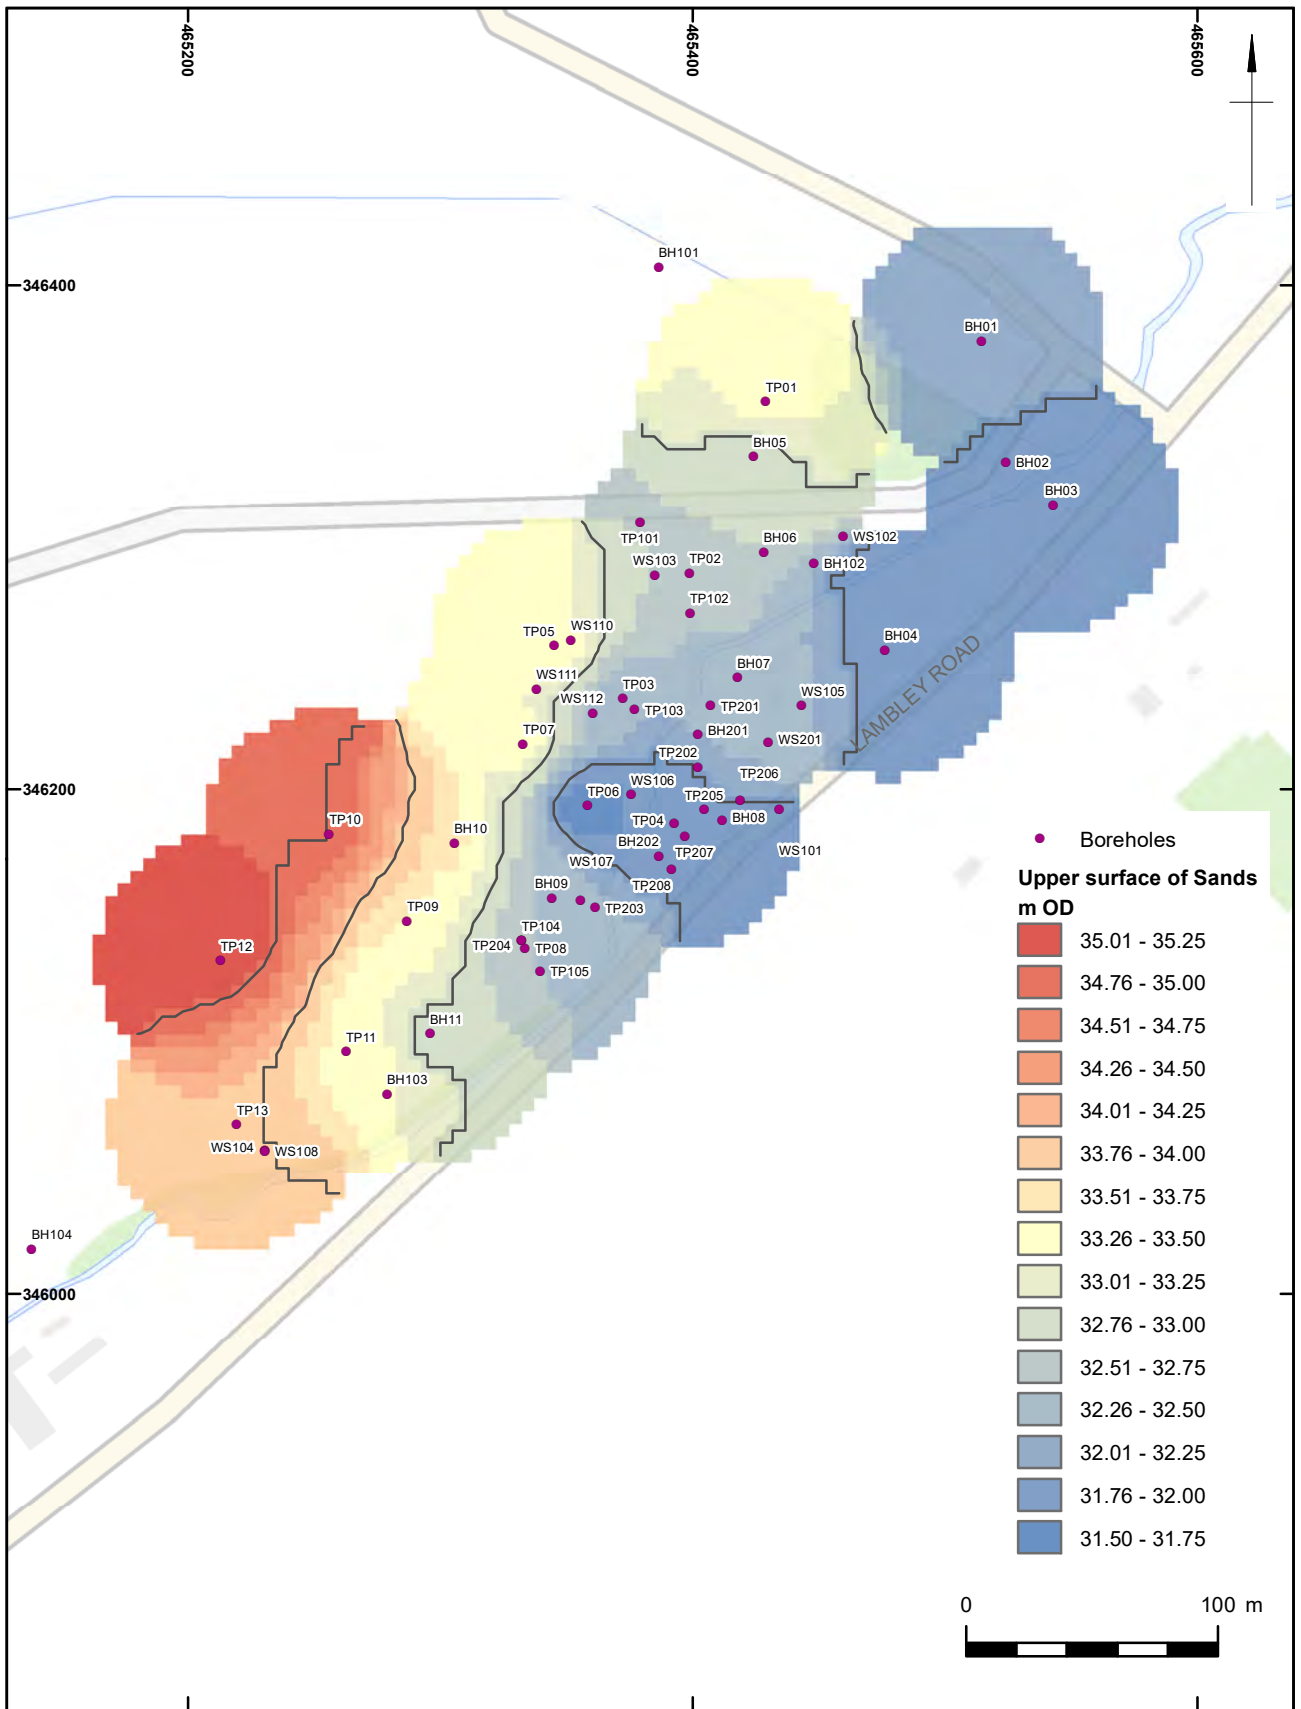 465200
465400
465600
BH101
346400
BH01
TP01
BH05
BH02
BH03
TP101
WS102
BH06
WS103
TP02
BH102
TP102
TP05
WS110
BH04
BH07
WS111
TP03
WS105
WS112
TP103
TP201
LAMBLEY ROAD
TP07
BH201
WS201
TP202
346200
TP06
WS106
TP206
TP205
TP10
BH10
TP04
BH08
BH202
TP207
WS101
WS107
TP208
BH09
TP09
TP203
TP104
TP204
TP08
TP12
TP105
BH11
TP11
BH103
TP13
WS104
WS108
BH104
346000
Boreholes
Upper surface of Sands
m OD
35.01 - 35.25
34.76 - 35.00
34.51 - 34.75
34.26 - 34.50
34.01 - 34.25
33.76 - 34.00
33.51 - 33.75
33.26 - 33.50
33.01 - 33.25
32.76 - 33.00
32.51 - 32.75
32.26 - 32.50
32.01 - 32.25
31.76 - 32.00
31.50 - 31.75
0 100 m